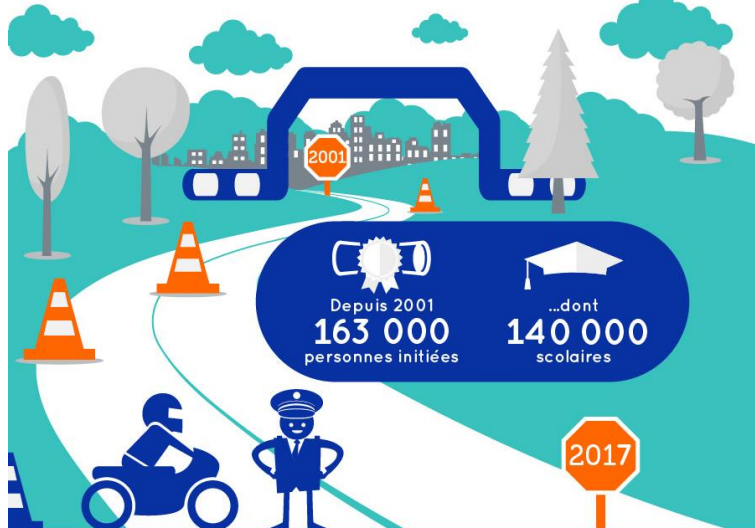 2001
Depuis 2001
163 000
personnes initiées
...dont
140 000
scolaires
2017